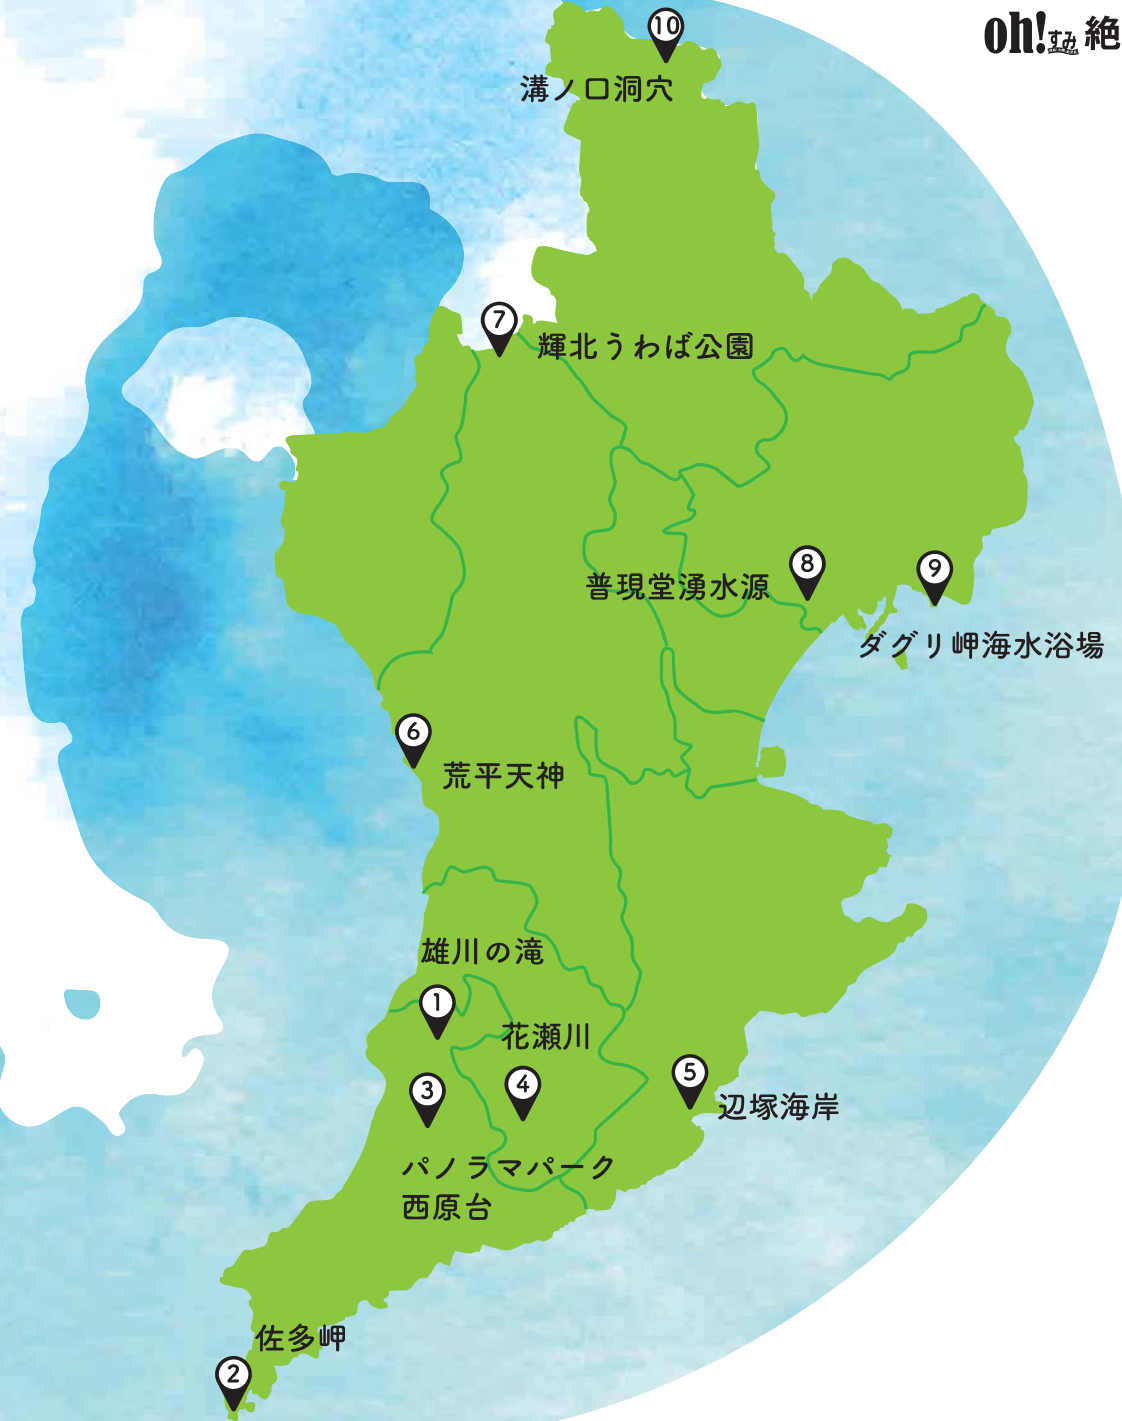 oh!すみ 絶
10
溝ノ口洞穴
7
輝北うわば公園
8
普現堂湧水源
9
ダグリ岬海水浴場
6
荒平天神
雄川の滝
1
花瀬川
3
4
5
辺塚海岸
パノラマパーク
西原台
佐多岬
2